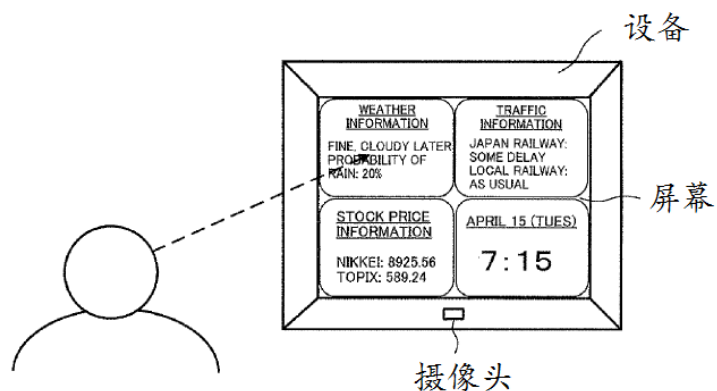 设备
WEATHER
INFORMATION
FINE, CLOUDY LATER
PROBABILITY OF
RAIN: 20%
TRAFFIC
INFORMATION
JAPAN RAILWAY:
SOME DELAY
LOCAL RAILWAY:
AS USUAL
屏幕
STOCK PRICE
INFORMATION
NIKKEI: 8925.56
TOPIX: 589.24
APRIL 15 (TUES)
7:15
摄像头